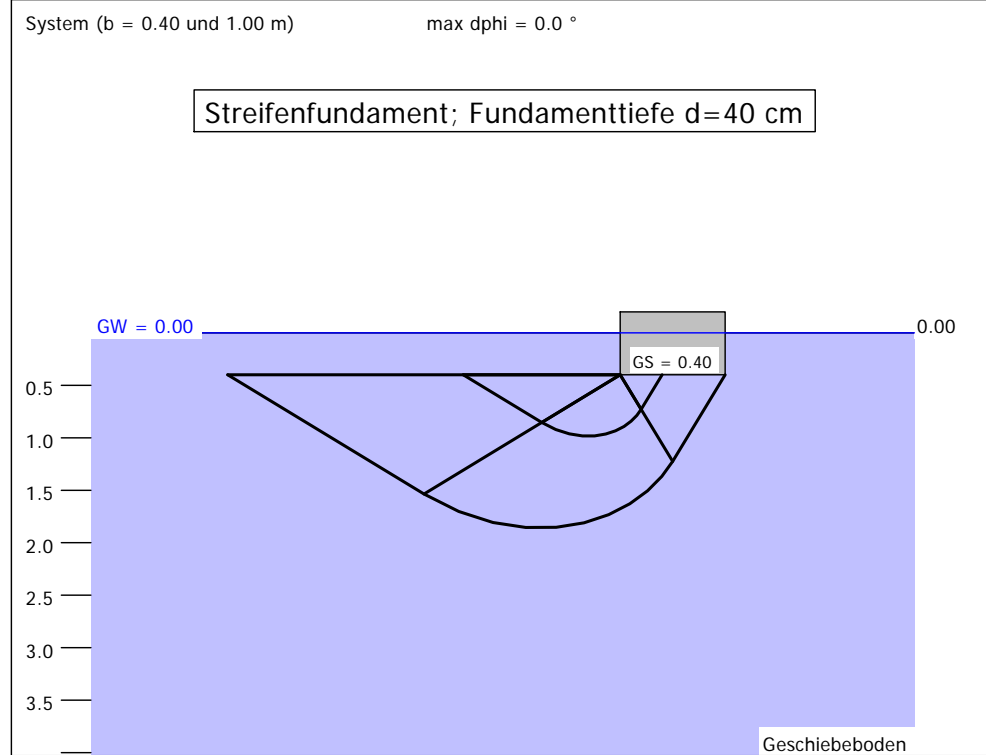 System (b = 0.40 und 1.00 m) max dphi = 0.0 °
Streifenfundament; Fundamenttiefe d=40 cm
GW = 0.00
0.00
GS = 0.40
0.5
1.0
1.5
2.0
2.5
3.0
3.5
Geschiebeboden